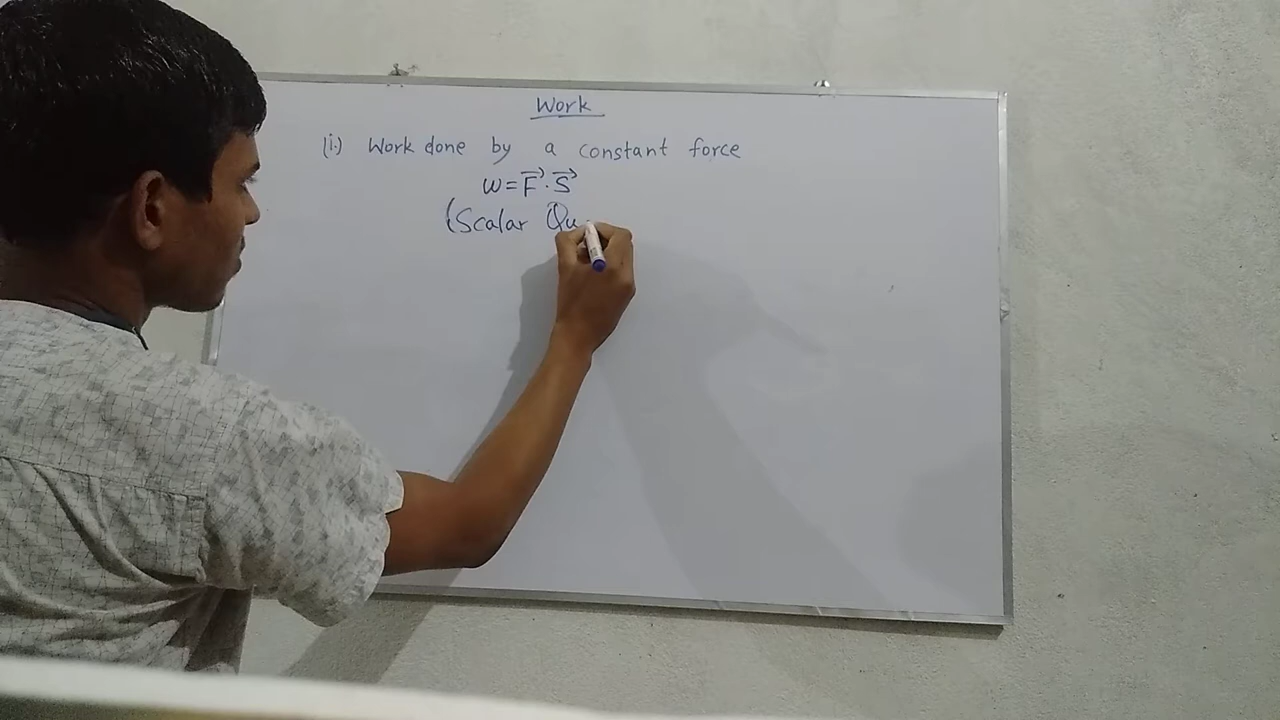 Work
(i.) Work done by a constant force
W = F⃗ . S⃗
(Scalar Qu